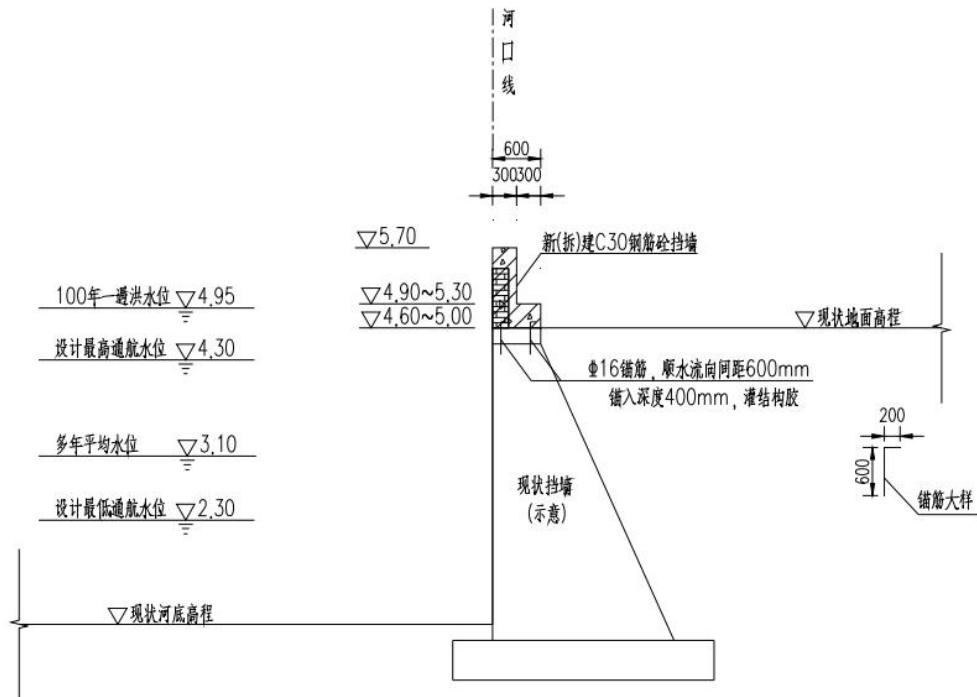 河口线
600
300 300
▽5.70
新(拆)建C30钢筋砼挡墙
100年一遇洪水位 ▽4.95
▽4.90~5.30
▽4.60~5.00
▽现状地面高程
设计最高通航水位 ▽4.30
Φ16锚筋，顺水流向间距600mm
锚入深度400mm，灌结构胶
200
多年平均水位 ▽3.10
600
现状挡墙
(示意)
锚筋大样
设计最低通航水位 ▽2.30
▽现状河底高程